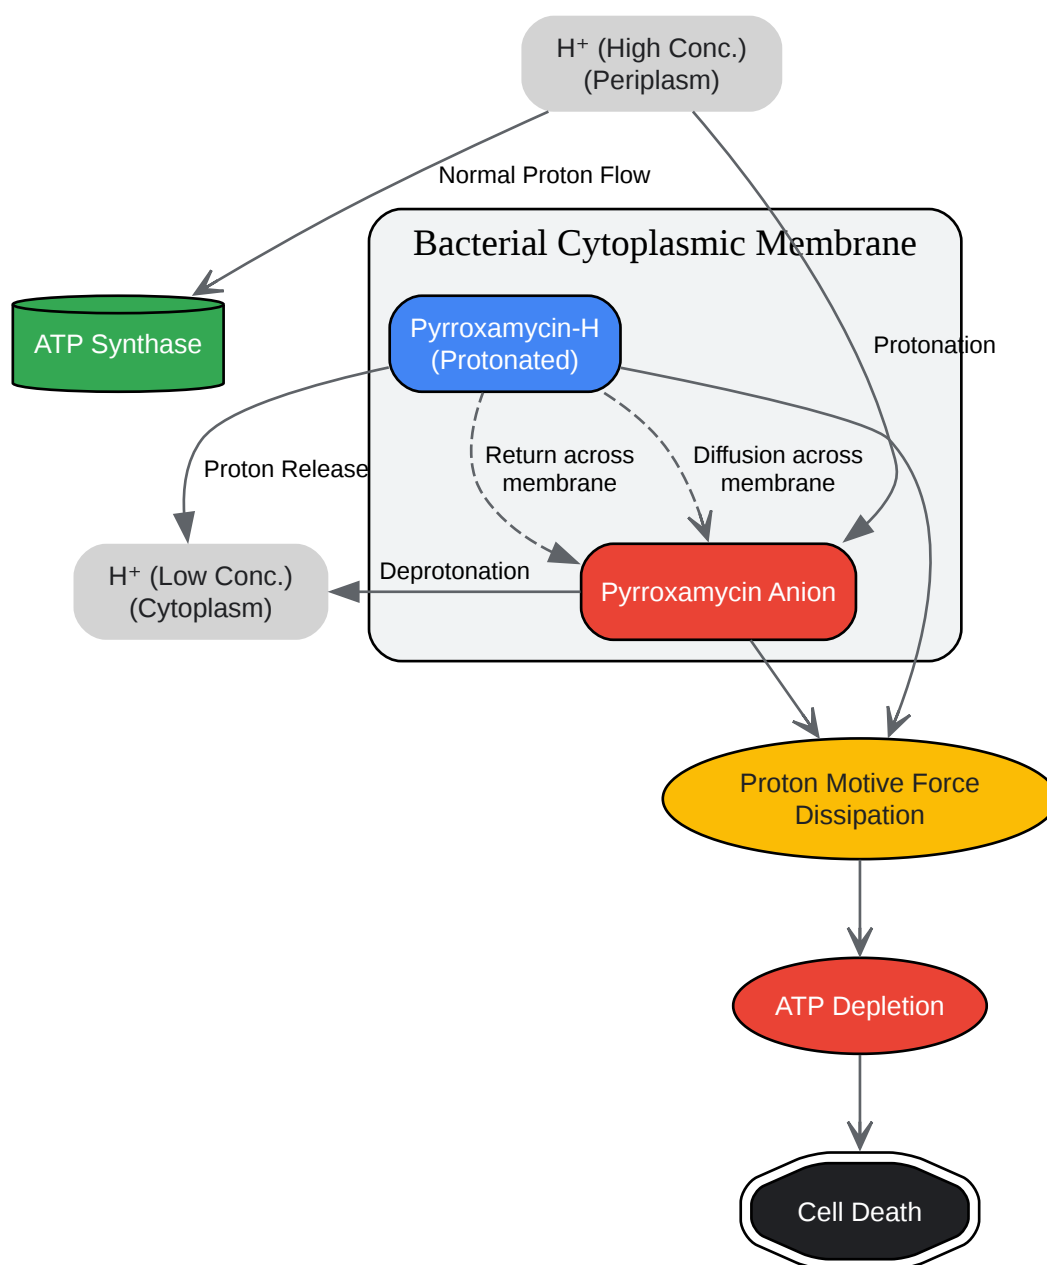 H⁺ (High Conc.)
(Periplasm)
Normal Proton Flow
Bacterial Cytoplasmic Membrane
ATP Synthase
Pyrroxamycin-H
(Protonated)
Protonation
Proton Release
Return across
membrane
Diffusion across
membrane
H⁺ (Low Conc.)
(Cytoplasm)
Deprotonation
Pyrroxamycin Anion
Proton Motive Force
Dissipation
ATP Depletion
Cell Death